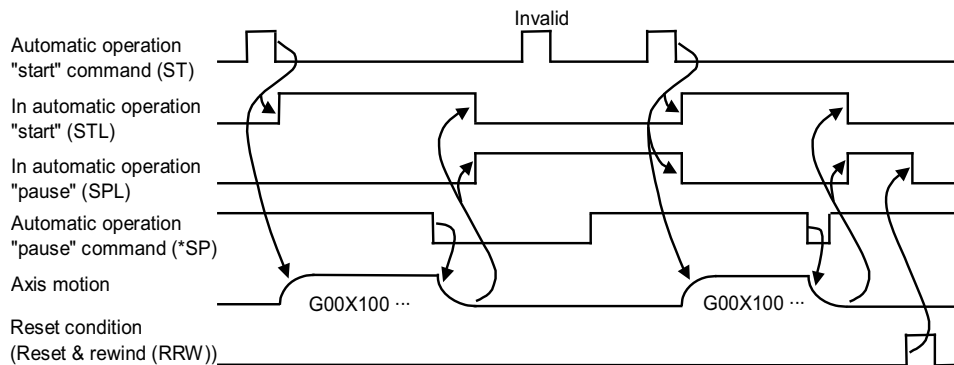 Invalid
Automatic operation
"start" command (ST)
In automatic operation
"start" (STL)
In automatic operation
"pause" (SPL)
Automatic operation
"pause" command (*SP)
Axis motion
G00X100 ···
G00X100 ···
Reset condition
(Reset & rewind (RRW))